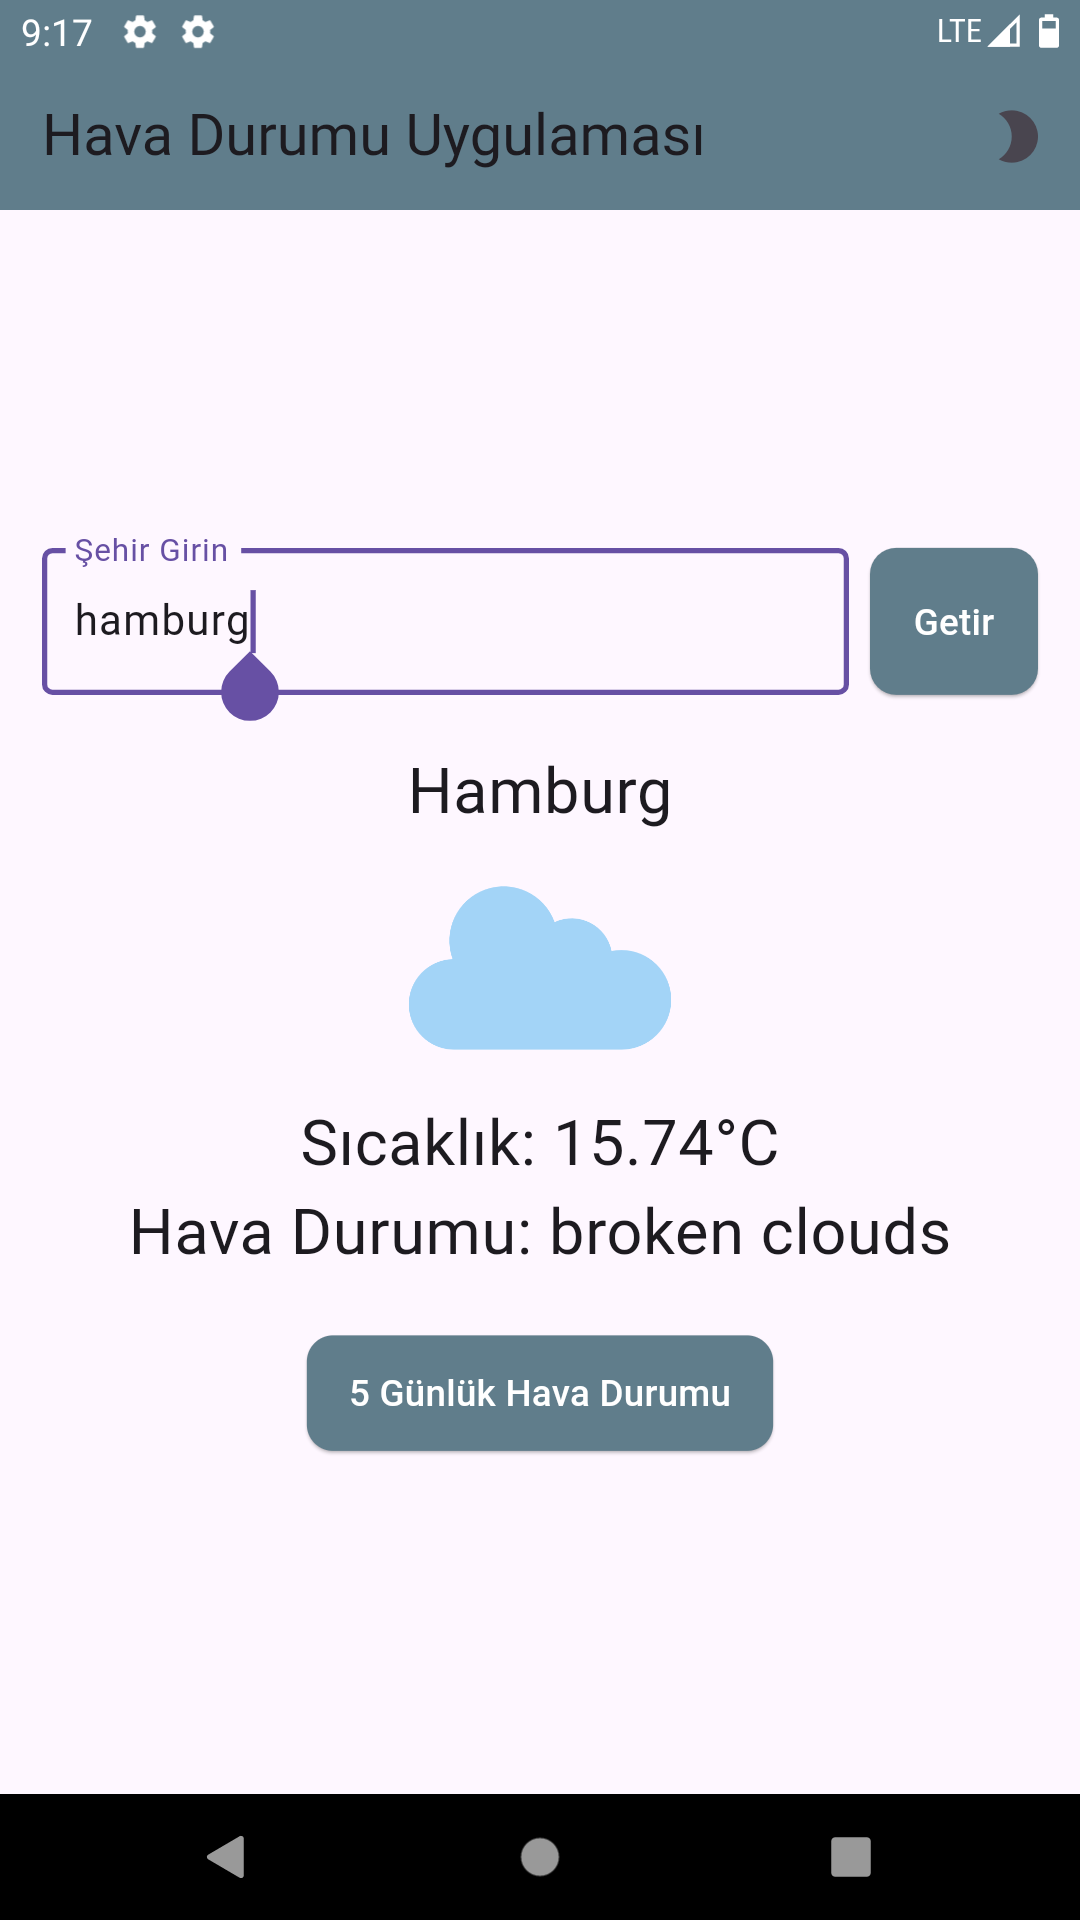 9:17
LTE
Hava Durumu Uygulaması
Şehir Girin
hamburg
Getir
Hamburg
Sıcaklık: 15.74°C
Hava Durumu: broken clouds
5 Günlük Hava Durumu